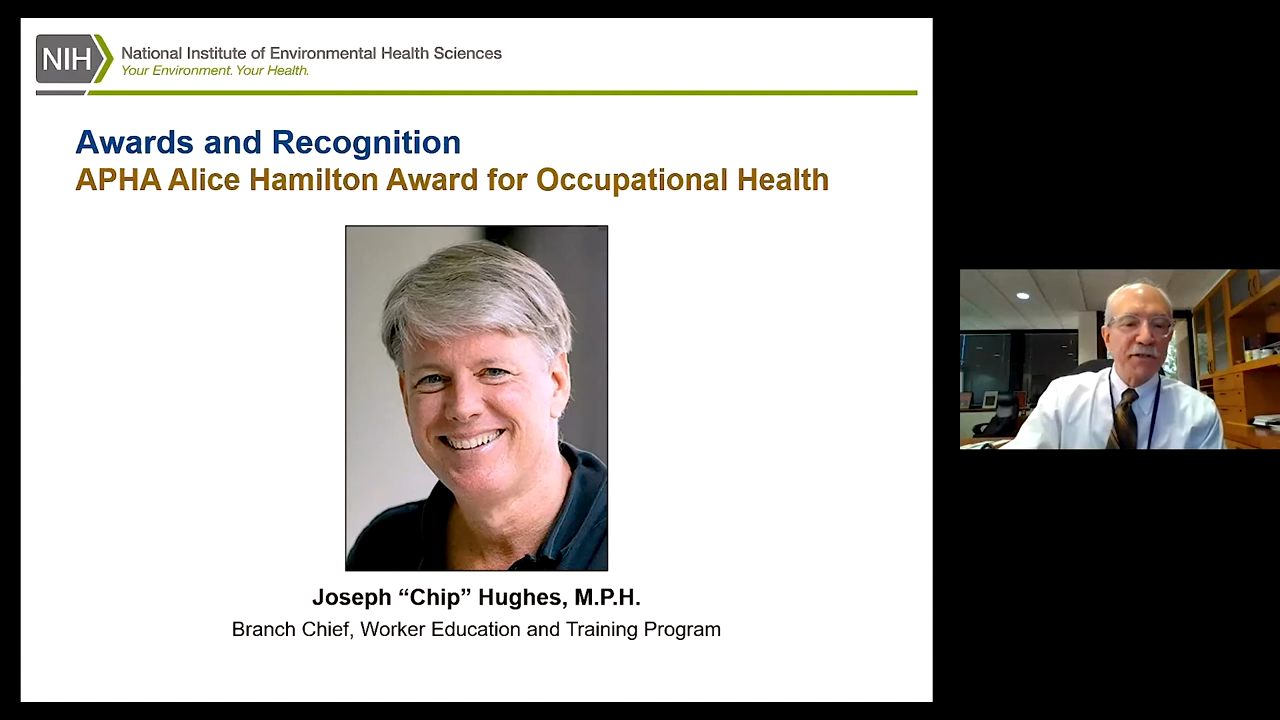 NIH
National Institute of Environmental Health Sciences
Your Environment. Your Health.
Awards and Recognition
APHA Alice Hamilton Award for Occupational Health
Joseph “Chip” Hughes, M.P.H.
Branch Chief, Worker Education and Training Program